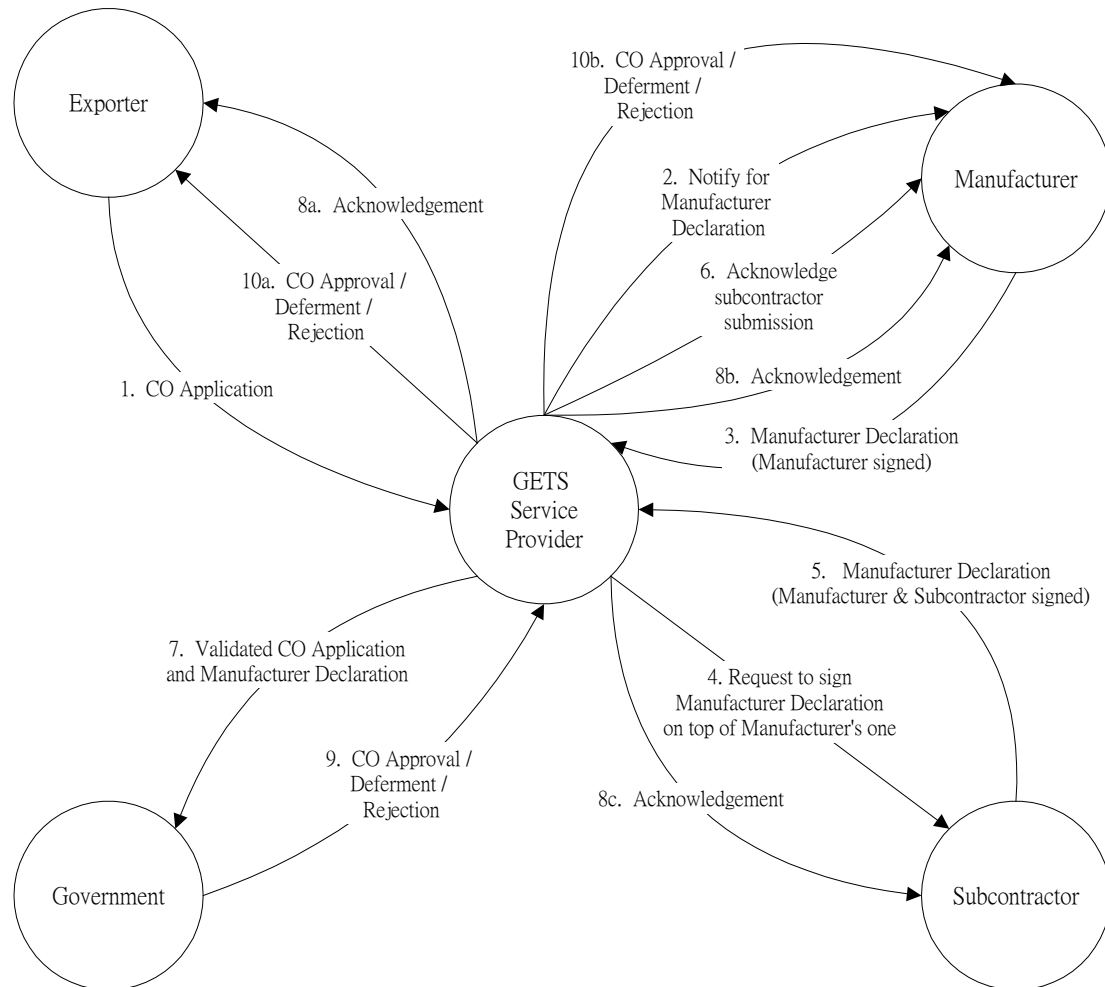 10b. CO Approval /
Deferment /
Rejection
Exporter
Manufacturer
2. Notify for
Manufacturer
Declaration
8a. Acknowledgement
6. Acknowledge
subcontractor
submission
10a. CO Approval /
Deferment /
Rejection
8b. Acknowledgement
1. CO Application
3. Manufacturer Declaration
(Manufacturer signed)
GETS
Service
Provider
5. Manufacturer Declaration
(Manufacturer & Subcontractor signed)
7. Validated CO Application
and Manufacturer Declaration
4. Request to sign
Manufacturer Declaration
on top of Manufacturer's one
9. CO Approval /
Deferment /
Rejection
8c. Acknowledgement
Government
Subcontractor